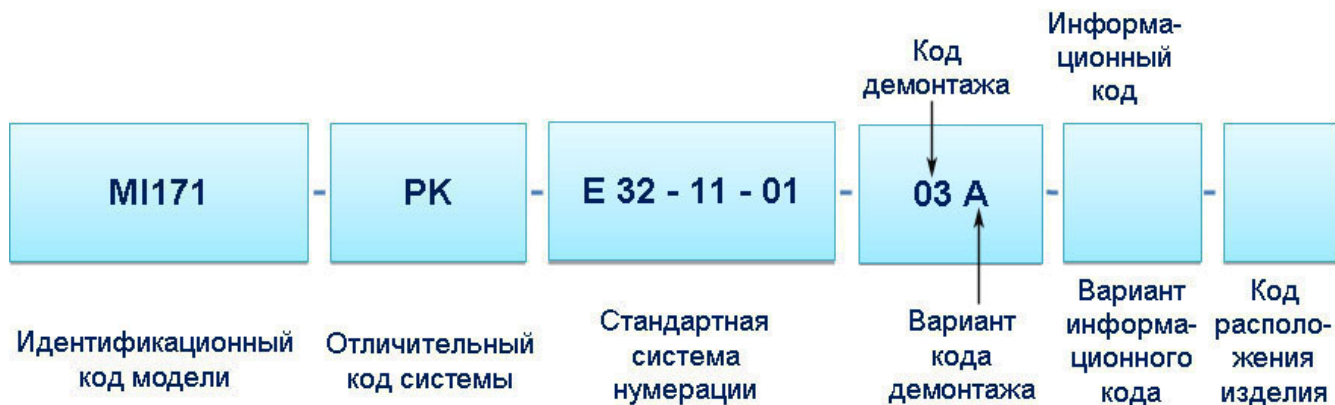 Код
демонтажа
Информа-
ционный
код
MI171 - PK - E 32 - 11 - 01 - 03 A - -
Идентификационный
код модели
Отличительный
код системы
Стандартная
система
нумерации
Вариант
кода
демонтажа
Вариант
информа-
ционного
кода
Код
располо-
жения
изделия